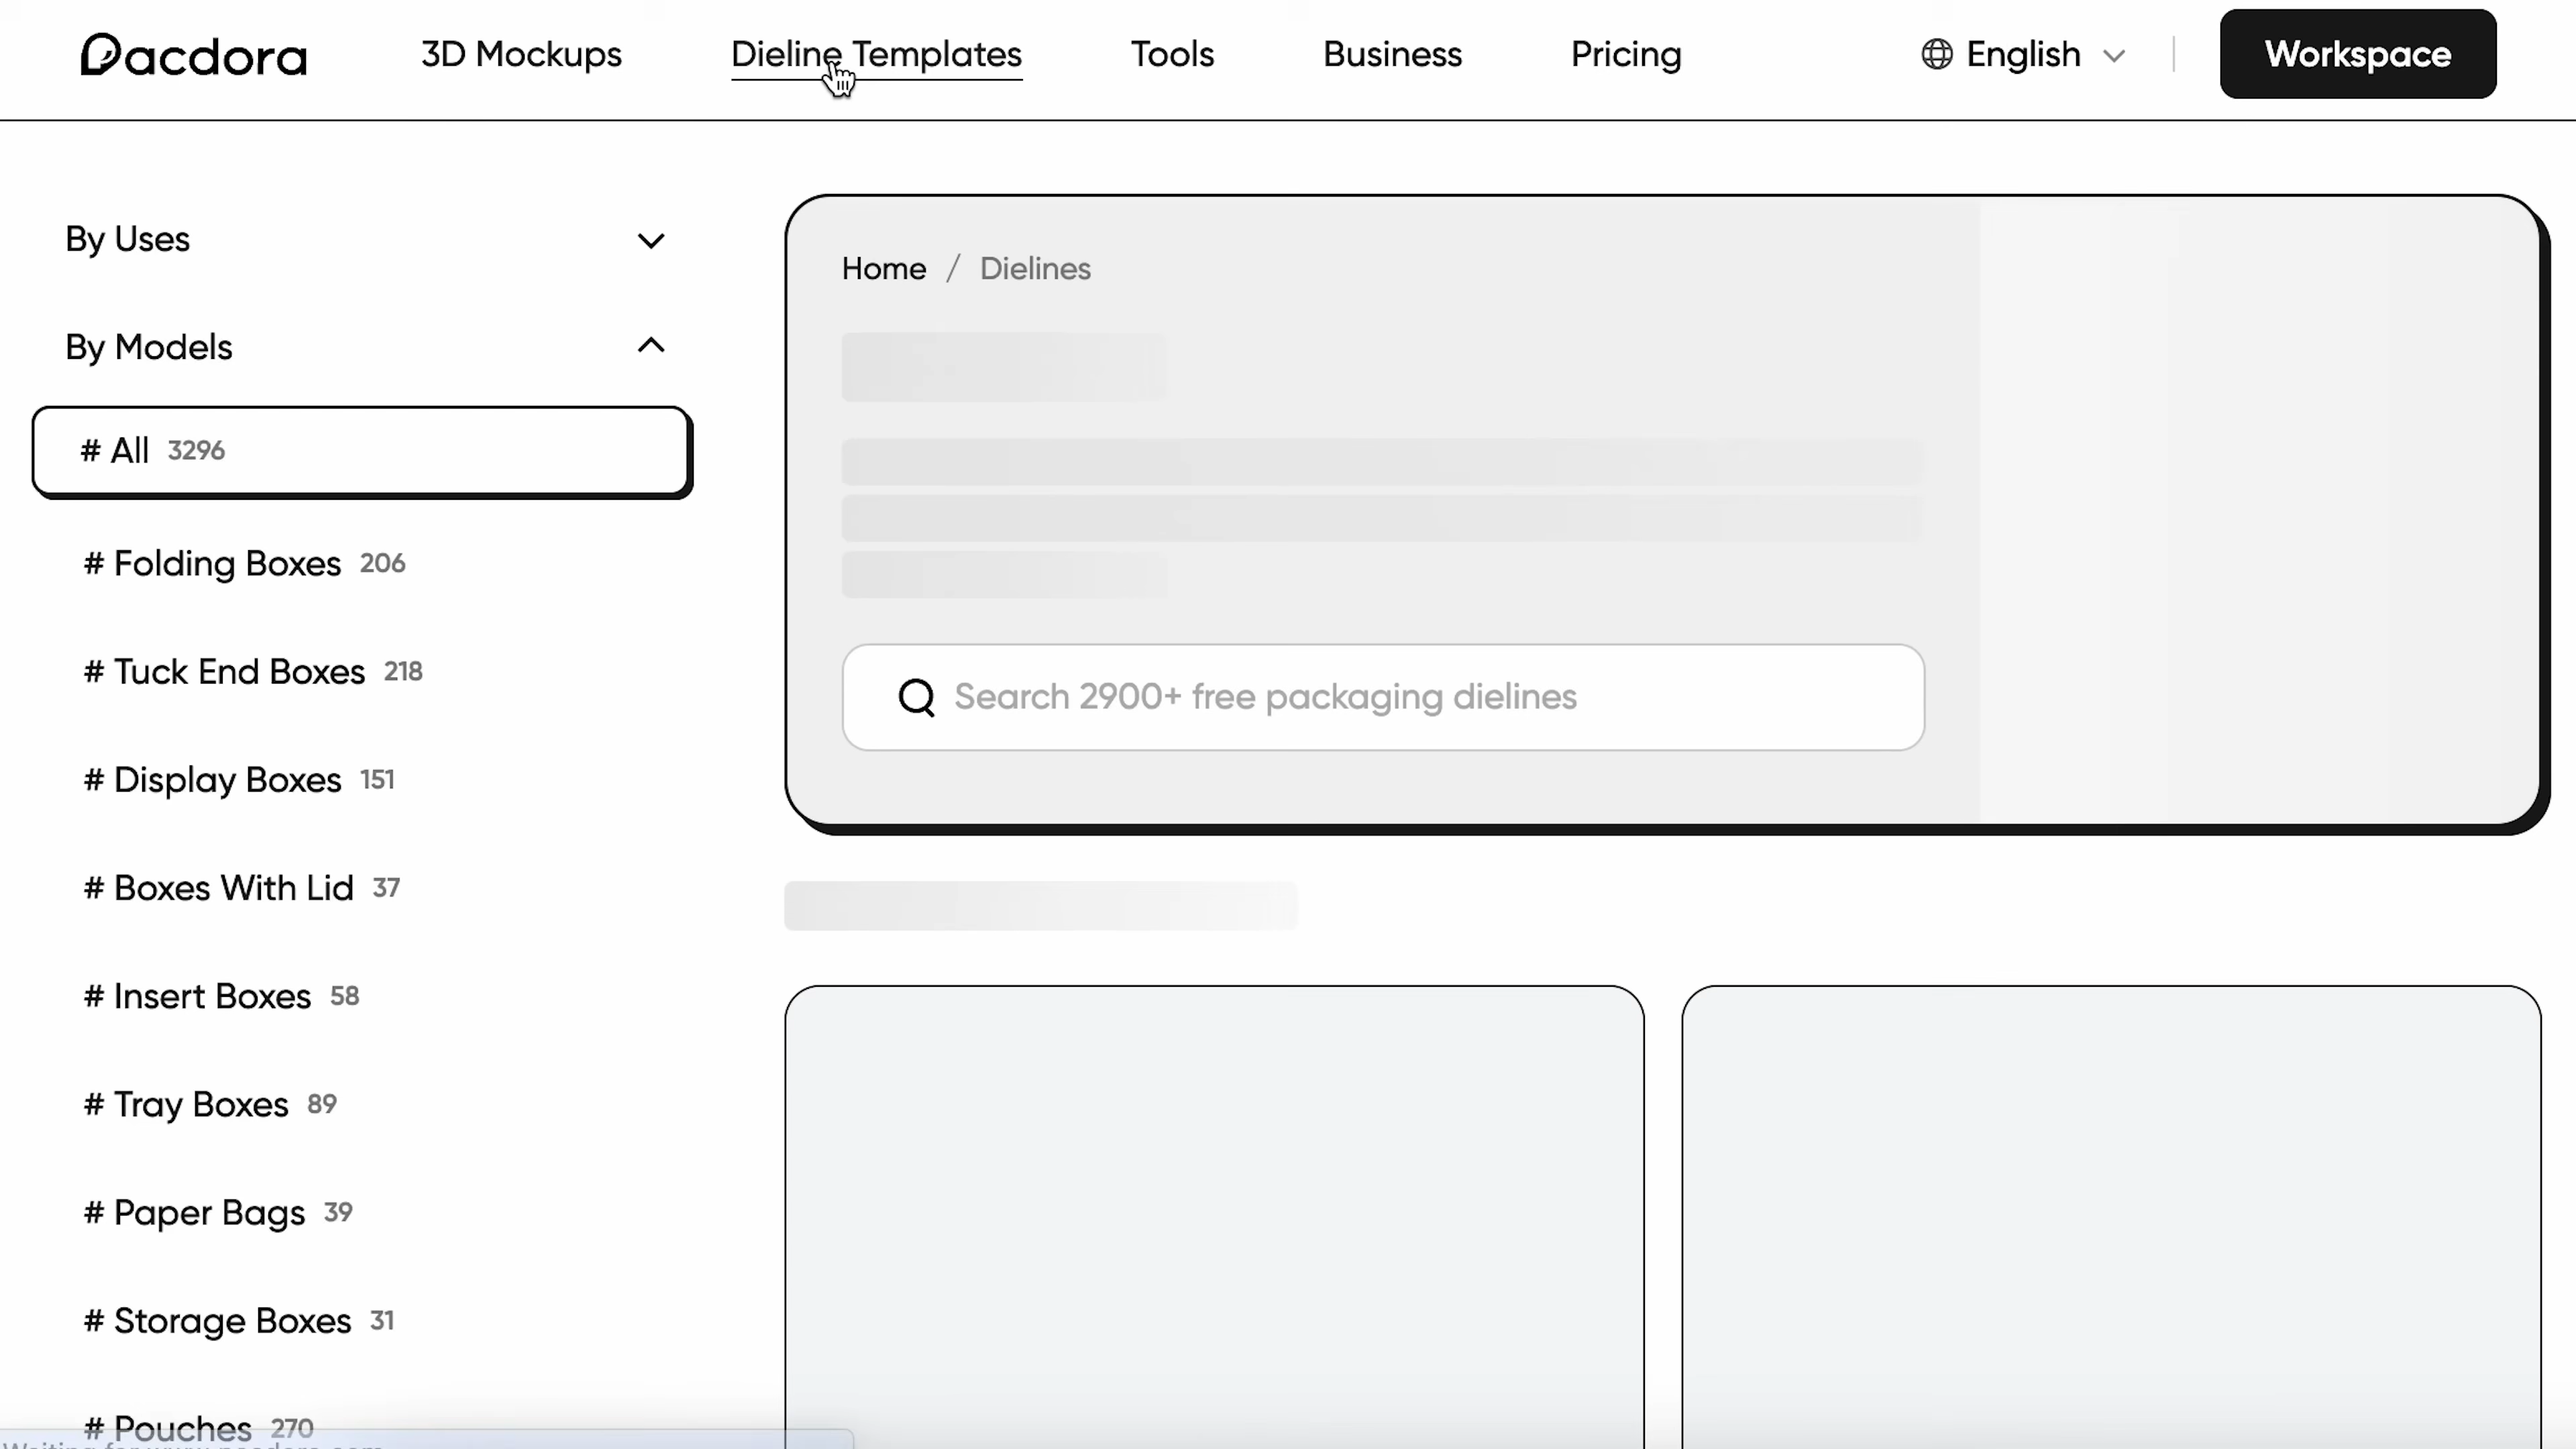 Pacdora
3D Mockups
Dieline Templates
Tools
Business
Pricing
English
Workspace
By Uses
By Models
# All 3296
# Folding Boxes 206
# Tuck End Boxes 218
# Display Boxes 151
# Boxes With Lid 37
# Insert Boxes 58
# Tray Boxes 89
# Paper Bags 39
# Storage Boxes 31
# Pouches 270
Home / Dielines
Search 2900+ free packaging dielines